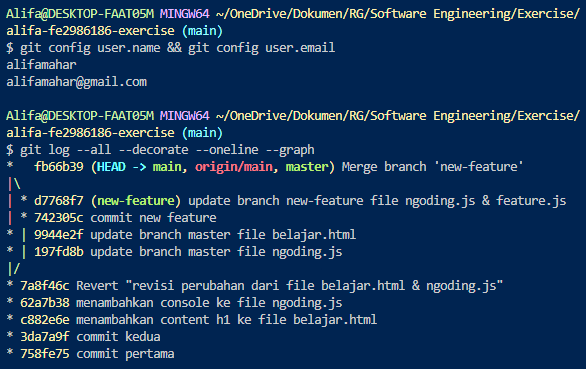 Alifa@DESKTOP-FAAT05M MINGW64 ~/OneDrive/Dokumen/RG/Software Engineering/Exercise/
alifa-fe2986186-exercise (main)
$ git config user.name && git config user.email
alifamahar
alifamahar@gmail.com

Alifa@DESKTOP-FAAT05M MINGW64 ~/OneDrive/Dokumen/RG/Software Engineering/Exercise/
alifa-fe2986186-exercise (main)
$ git log --all --decorate --oneline --graph
*   fb66b39 (HEAD -> main, origin/main, master) Merge branch 'new-feature'
|\
| * d7768f7 (new-feature) update branch new-feature file ngoding.js & feature.js
| * 742305c commit new feature
* | 9944e2f update branch master file belajar.html
* | 197fd8b update branch master file ngoding.js
|/
* 7a8f46c Revert "revisi perubahan dari file belajar.html & ngoding.js"
* 62a7b38 menambahkan console ke file ngoding.js
* c882e6e menambahkan content h1 ke file belajar.html
* 3da7a9f commit kedua
* 758fe75 commit pertama